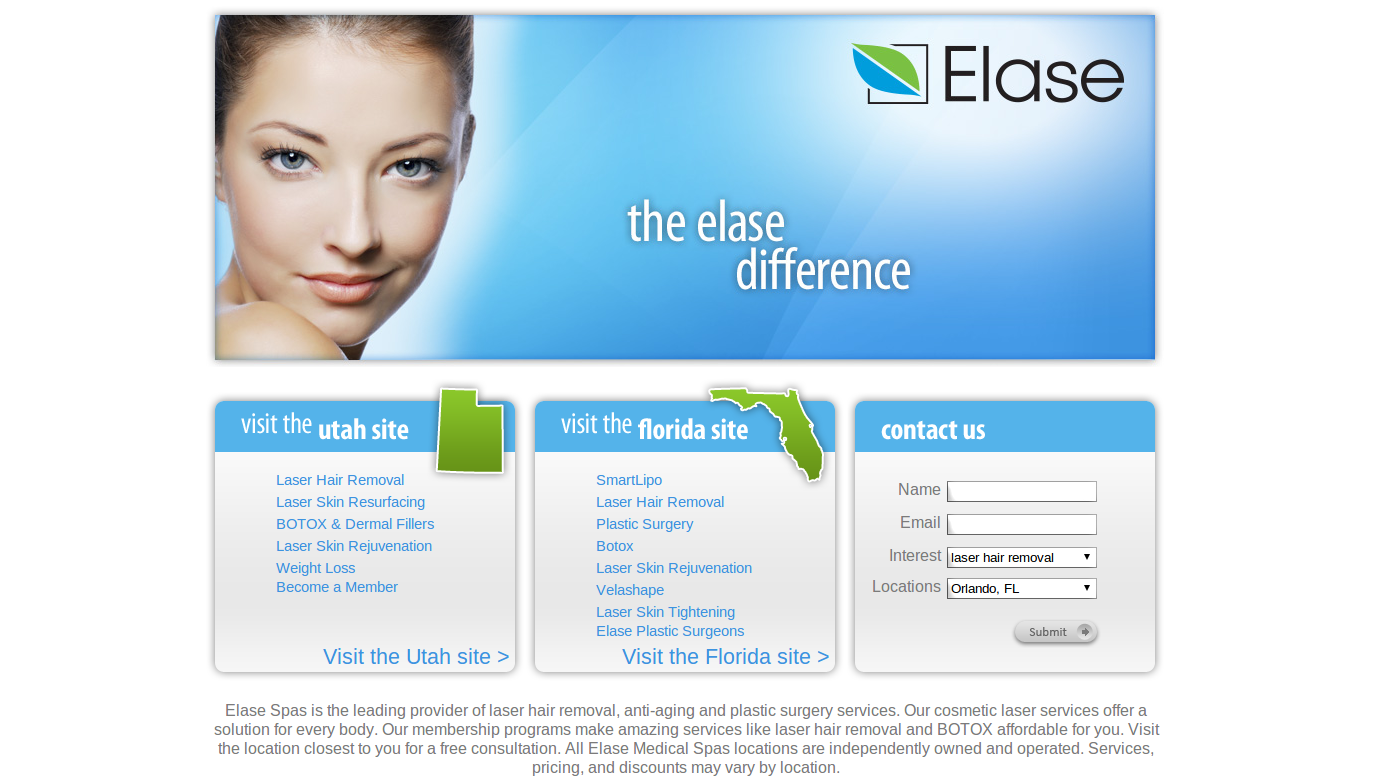 Elase
the elase
difference
visit the utah site
Laser Hair Removal
Laser Skin Resurfacing
BOTOX & Dermal Fillers
Laser Skin Rejuvenation
Weight Loss
Become a Member
Visit the Utah site >
visit the florida site
SmartLipo
Laser Hair Removal
Plastic Surgery
Botox
Laser Skin Rejuvenation
Velashape
Laser Skin Tightening
Elase Plastic Surgeons
Visit the Florida site >
contact us
Name
Email
Interest laser hair removal
Locations Orlando, FL
Submit
Elase Spas is the leading provider of laser hair removal, anti-aging and plastic surgery services. Our cosmetic laser services offer a
solution for every body. Our membership programs make amazing services like laser hair removal and BOTOX affordable for you. Visit
the location closest to you for a free consultation. All Elase Medical Spas locations are independently owned and operated. Services,
pricing, and discounts may vary by location.